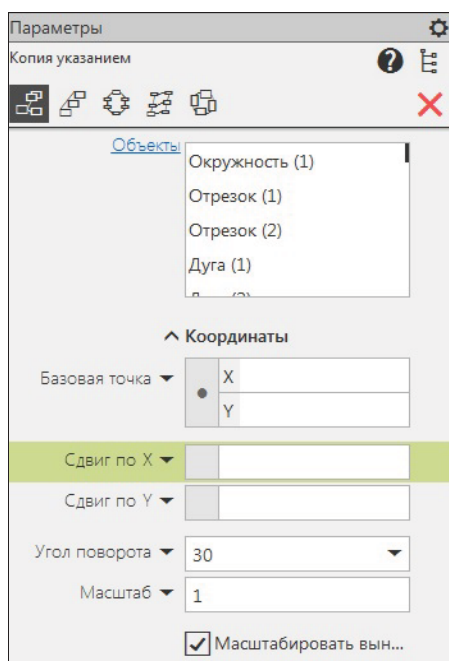 Параметры
Копия указанием
Объекты
Окружность (1)
Отрезок (1)
Отрезок (2)
Дуга (1)
Координаты
Базовая точка X
Y
Сдвиг по X
Сдвиг по Y
Угол поворота 30
Масштаб 1
Масштабировать вын...